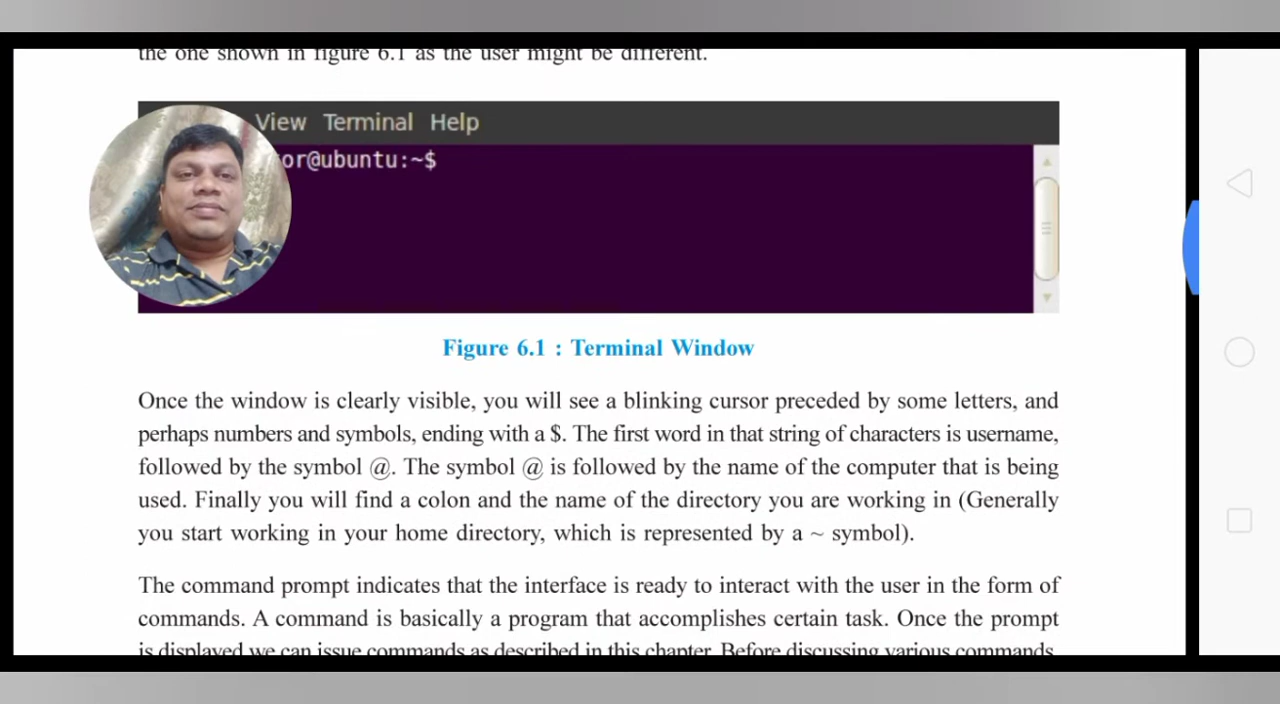 the one shown in figure 6.1 as the user might be different.
View Terminal Help
or@ubuntu:~$
Figure 6.1 : Terminal Window
Once the window is clearly visible, you will see a blinking cursor preceded by some letters, and
perhaps numbers and symbols, ending with a $. The first word in that string of characters is username,
followed by the symbol @. The symbol @ is followed by the name of the computer that is being
used. Finally you will find a colon and the name of the directory you are working in (Generally
you start working in your home directory, which is represented by a ~ symbol).
The command prompt indicates that the interface is ready to interact with the user in the form of
commands. A command is basically a program that accomplishes certain task. Once the prompt
is displayed we can issue commands as described in this chapter. Before discussing various commands,